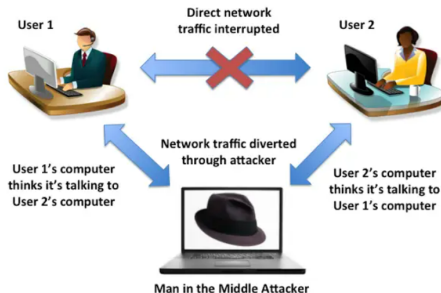 User 1
Direct network
traffic interrupted
User 2
Network traffic diverted
through attacker
User 1's computer
thinks it's talking to
User 2's computer
User 2's computer
thinks it's talking to
User 1's computer
Man in the Middle Attacker